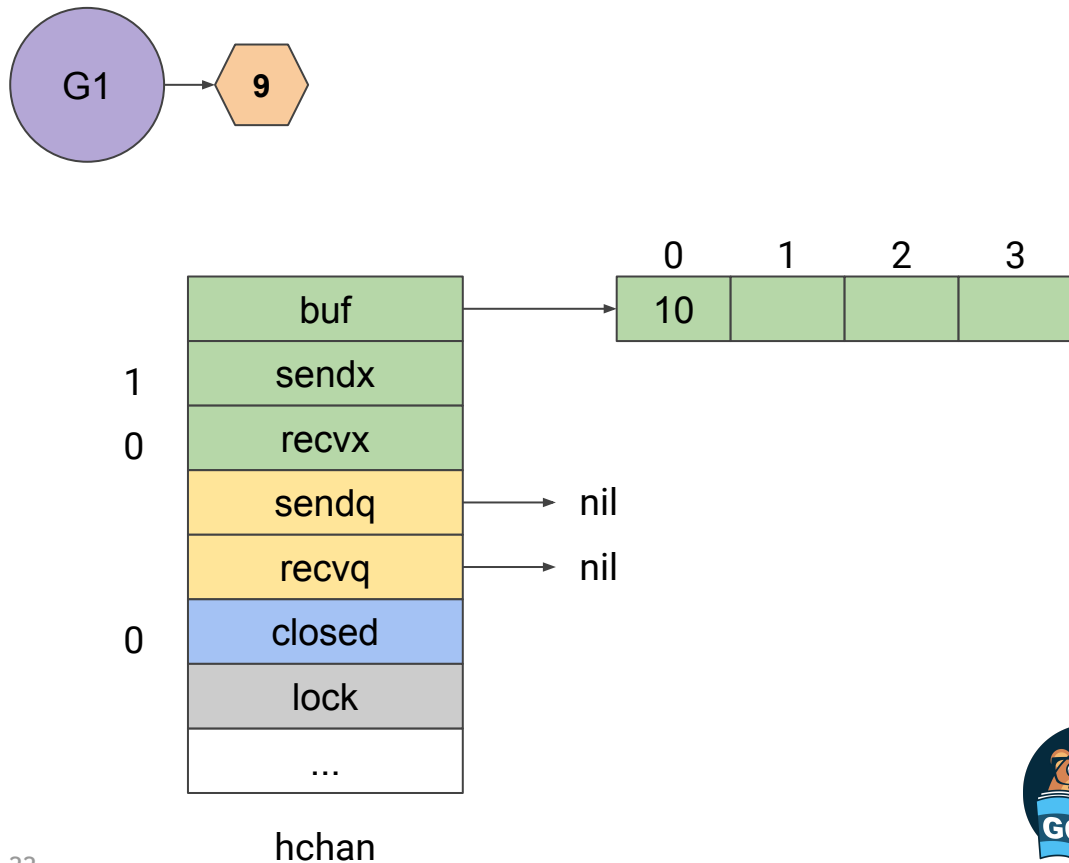 G1
9
0 1 2 3
buf
10
1
sendx
0
recvx
sendq
nil
recvq
nil
0
closed
lock
...
hchan